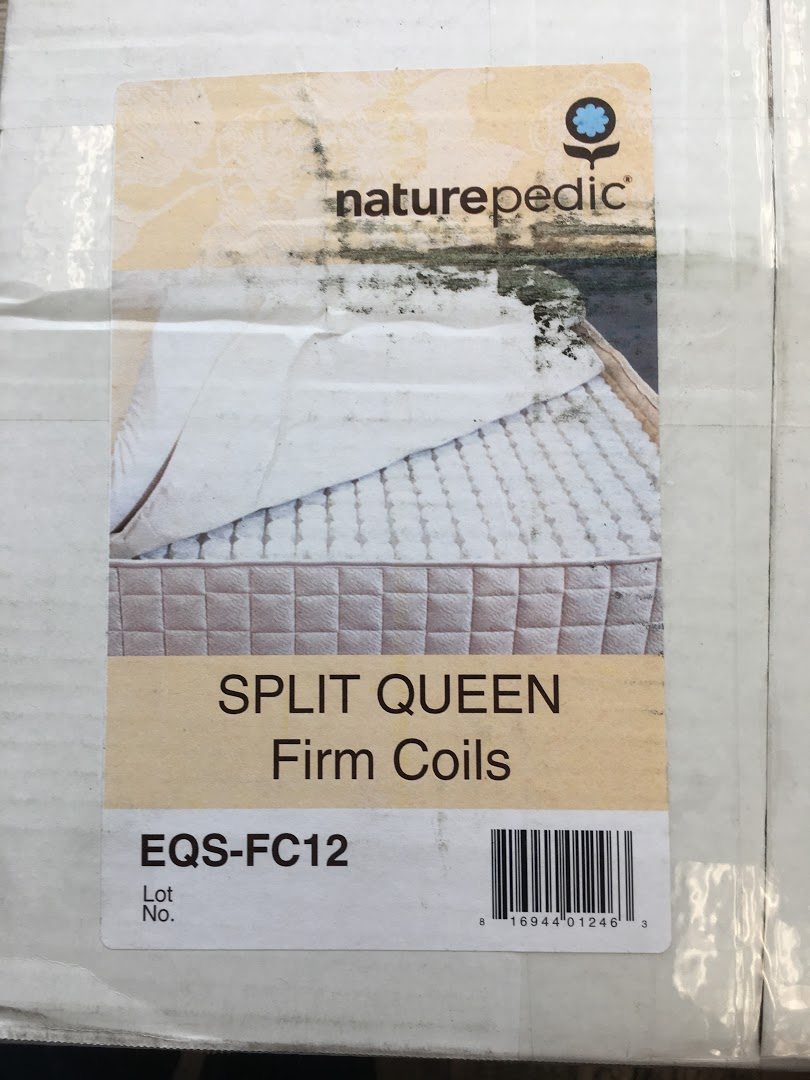 naturepedic®
SPLIT QUEEN
Firm Coils
EQS-FC12
Lot
No.
8 16944 01246 3